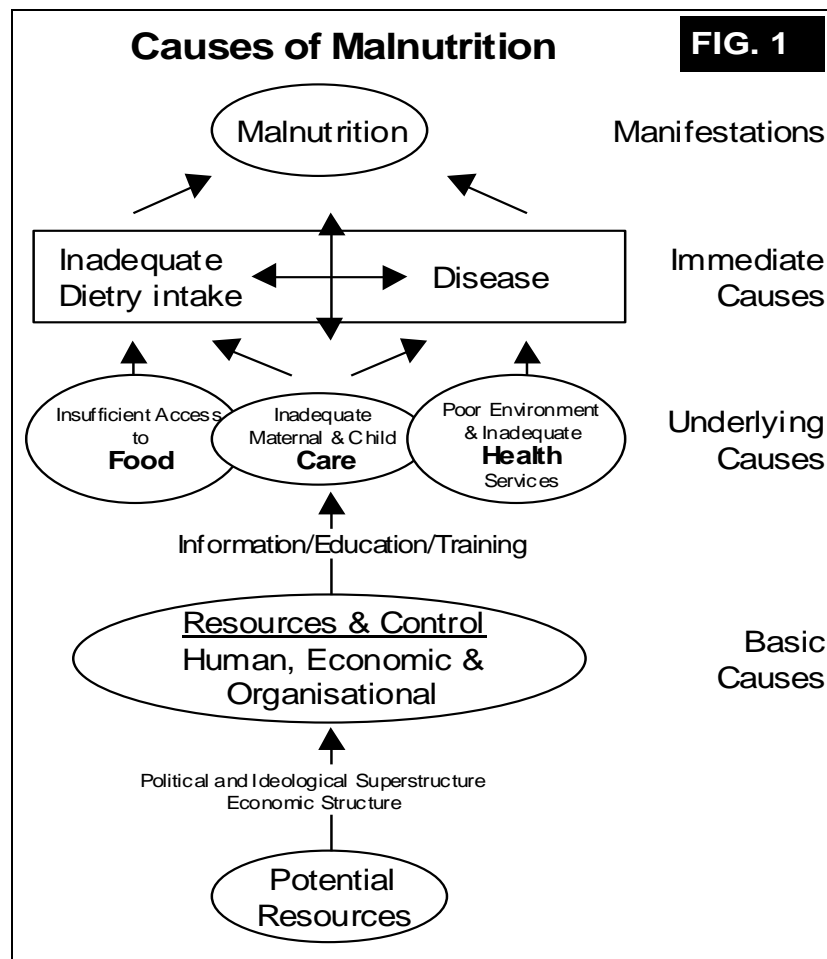 Causes of Malnutrition
FIG. 1
Malnutrition
Manifestations
Inadequate
Dietry intake
Disease
Immediate
Causes
Insufficient Access
to
Food
Inadequate
Maternal & Child
Care
Poor Environment
& Inadequate
Health
Services
Underlying
Causes
Information/Education/Training
Resources & Control
Human, Economic &
Organisational
Basic
Causes
Political and Ideological Superstructure
Economic Structure
Potential
Resources